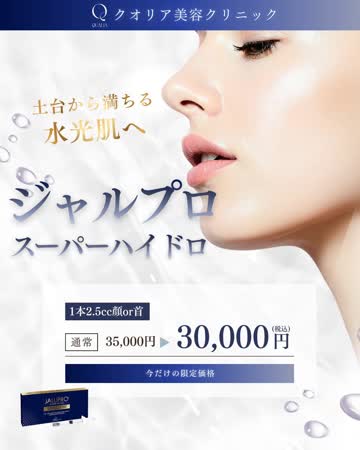 クオリア美容クリニック
土台から満ちる
水光肌へ
ジャルプロ
スーパーハイドロ
1本2.5cc顔or首
通常 35,000円 ▶ 30,000円(税込)
今だけの限定価格
JALUPRO